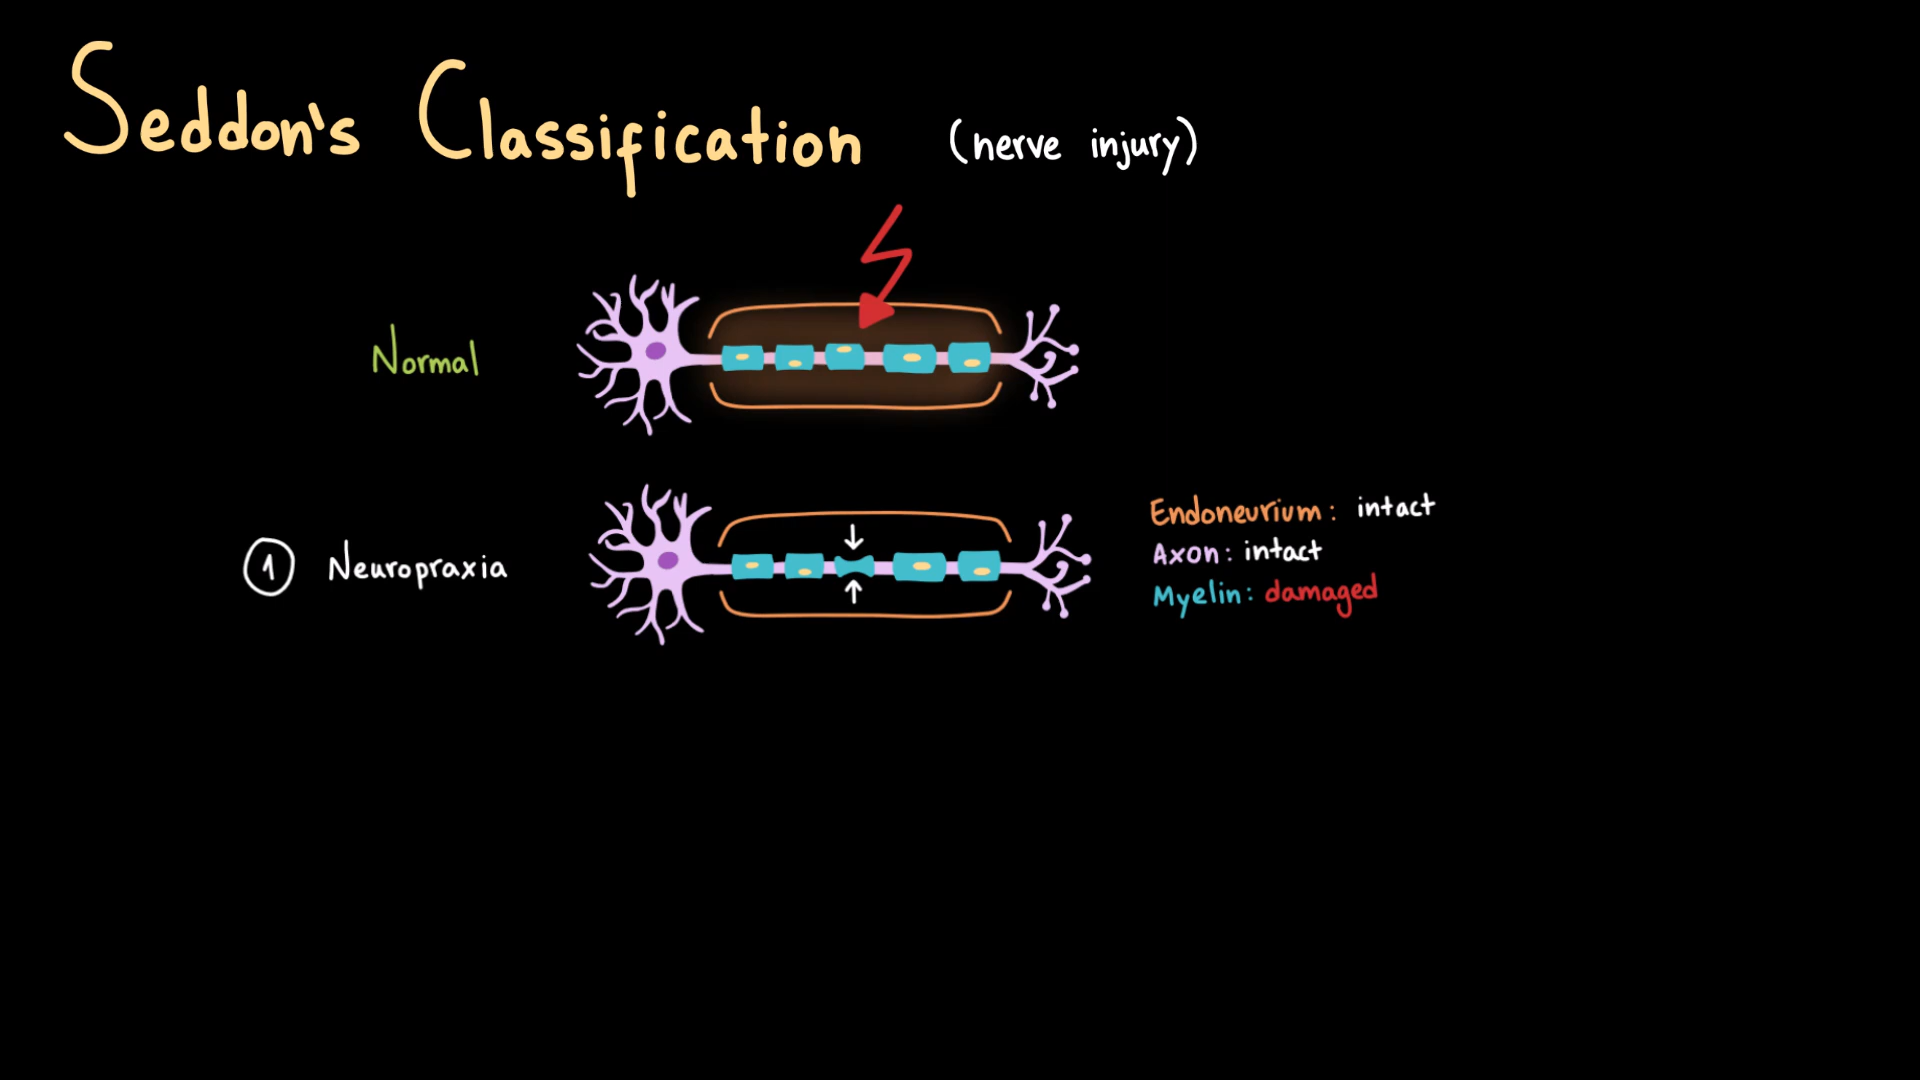 Seddon's Classification (nerve injury)
Normal
1 Neuropraxia
Endoneurium: intact
Axon: intact
Myelin: damaged